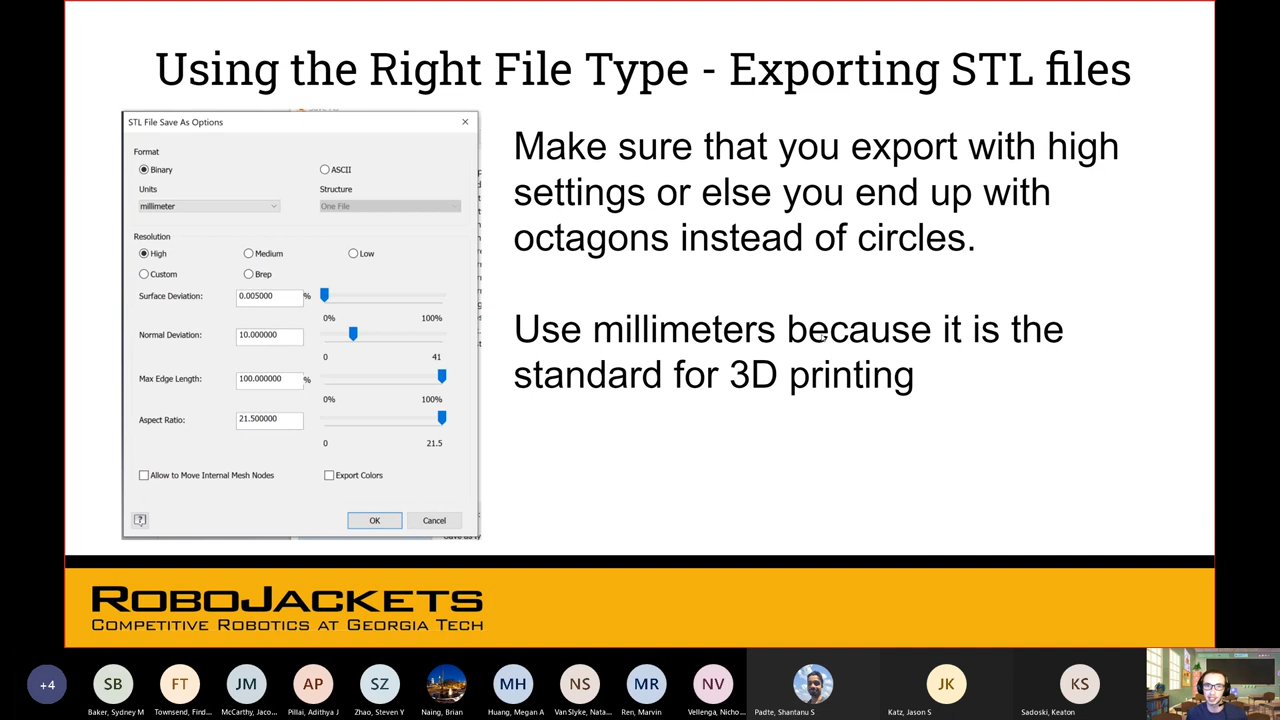 Using the Right File Type - Exporting STL files
STL File Save As Options
Format
Binary
ASCII
Units
Structure
millimeter
One File
Resolution
High
Medium
Low
Custom
Brep
Surface Deviation:
0.005000
%
0%
100%
Normal Deviation:
10.000000
0
41
Max Edge Length:
100.000000
%
0%
100%
Aspect Ratio:
21.500000
0
21.5
Allow to Move Internal Mesh Nodes
Export Colors
OK
Cancel
Make sure that you export with high
settings or else you end up with
octagons instead of circles.
Use millimeters because it is the
standard for 3D printing
ROBOJACKETS
COMPETITIVE ROBOTICS AT GEORGIA TECH
+4
SB
FT
JM
AP
SZ
MH
NS
MR
NV
JK
KS
Baker, Sydney M
Townsend, Find...
McCarthy, Jaco...
Pillai, Adithya J
Zhao, Steven Y
Naing, Brian
Huang, Megan A
Van Slyke, Nata...
Ren, Marvin
Vellenga, Nicho...
Padte, Shantanu S
Katz, Jason S
Sadoski, Keaton